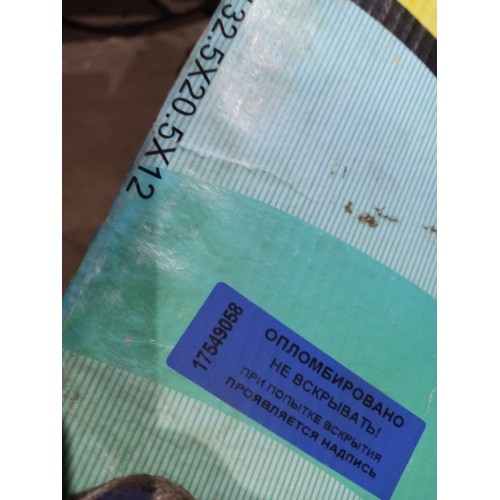 32.5X20.5X12
17549058
ОПЛОМБИРОВАНО
НЕ ВСКРЫВАТЬ!
ПРИ ПОПЫТКЕ ВСКРЫТИЯ
ПРОЯВЛЯЕТСЯ НАДПИСЬ